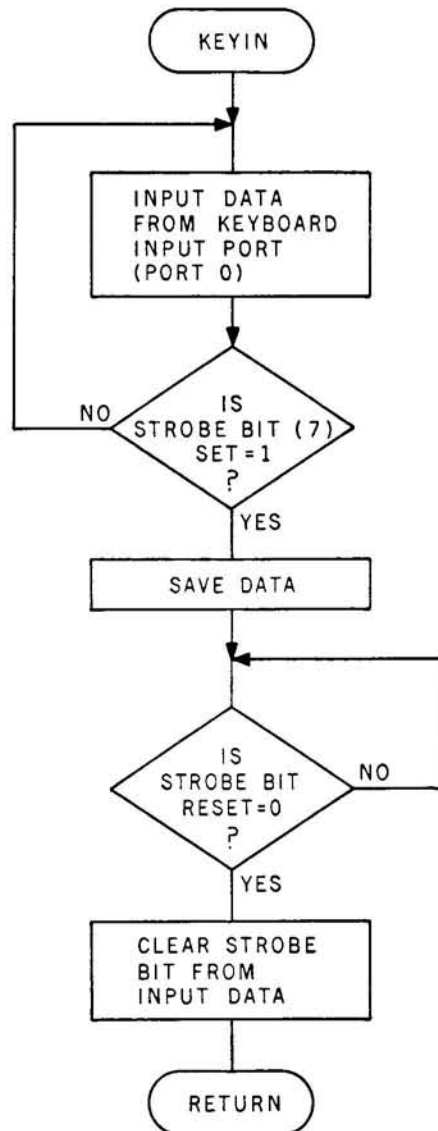 KEYIN
INPUT DATA
FROM KEYBOARD
INPUT PORT
(PORT 0)
IS
STROBE BIT (7)
SET=1
?
NO
YES
SAVE DATA
IS
STROBE BIT
RESET=0
?
NO
YES
CLEAR STROBE
BIT FROM
INPUT DATA
RETURN